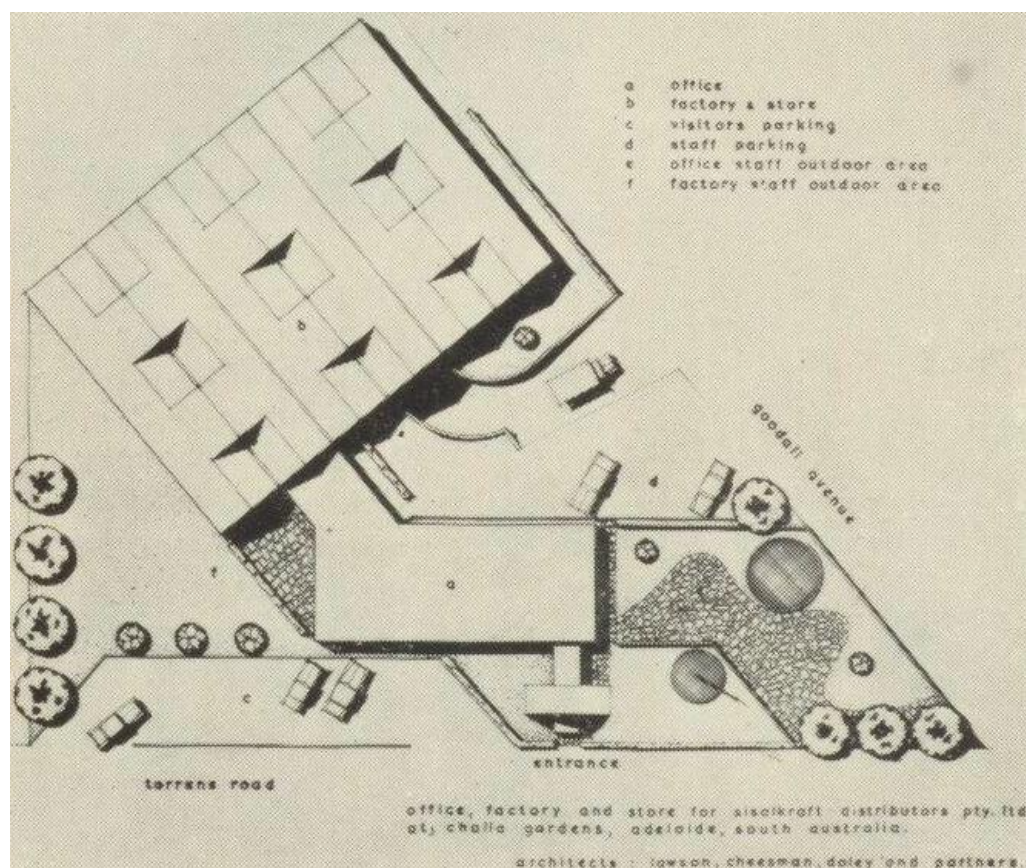 a office
b factory & store
c visitors parking
d staff parking
e office staff outdoor area
f factory staff outdoor area
b
goodall avenue
e
d
f
a
c
entrance
torrens road
office, factory and store for sisalkraft distributors pty. ltd
at, challa gardens, adelaide, south australia.
architects : lawson, cheesman, doley and partners.